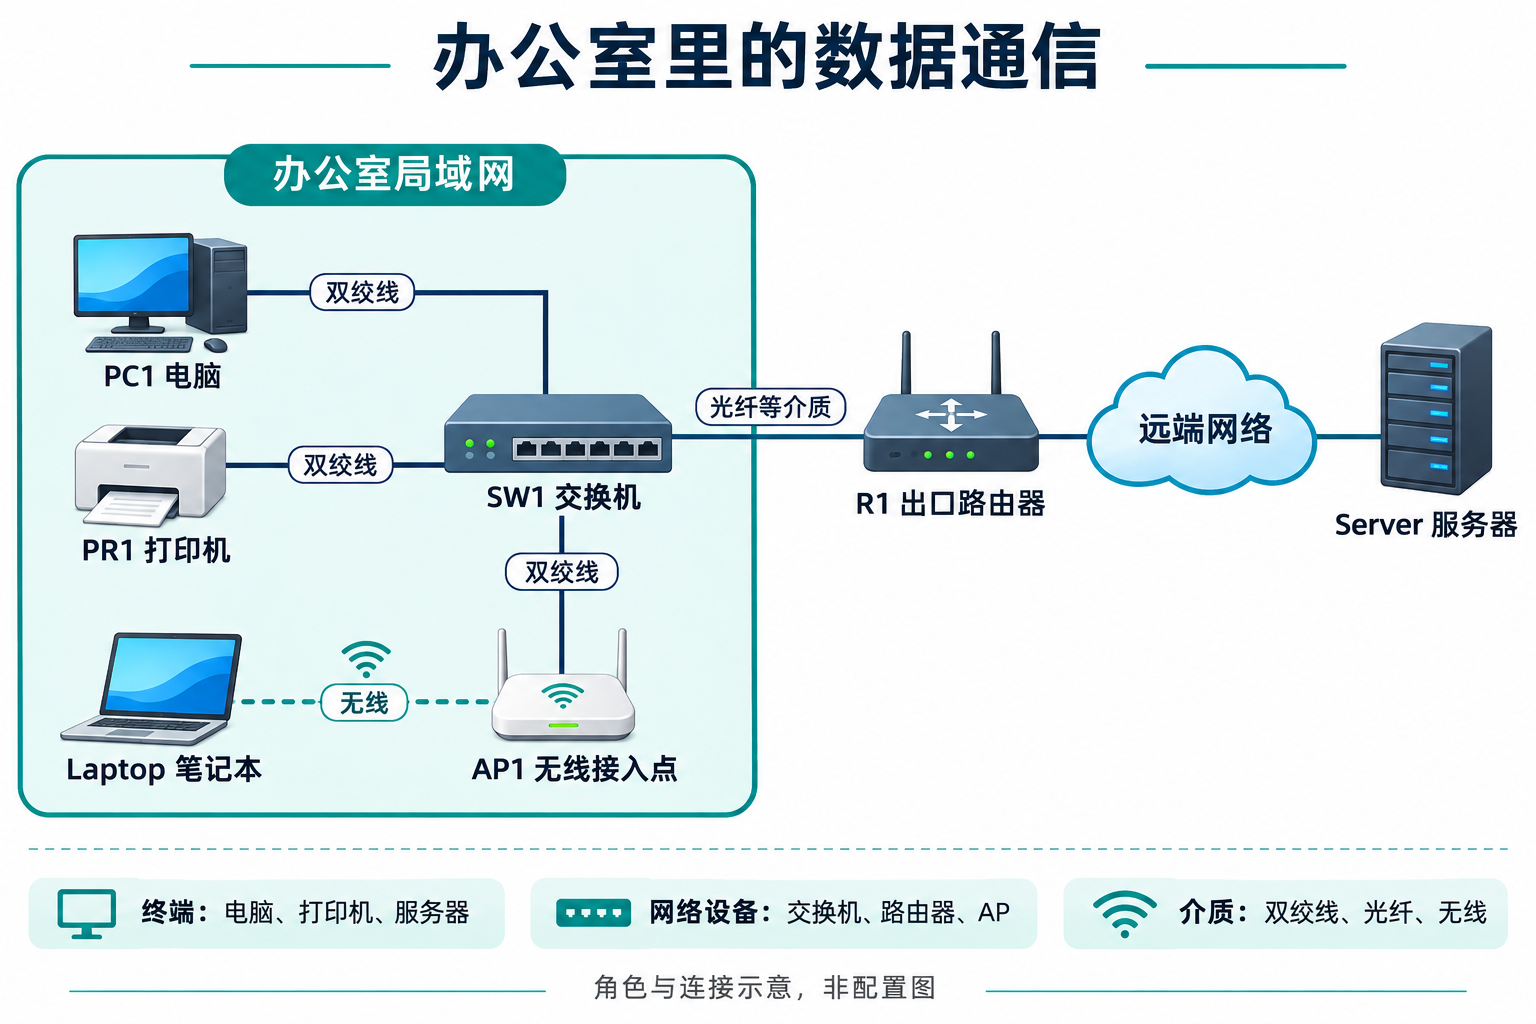 办公室里的数据通信
办公室局域网
双绞线
PC1 电脑
光纤等介质
远端网络
双绞线
SW1 交换机
R1 出口路由器
Server 服务器
PR1 打印机
双绞线
无线
Laptop 笔记本
AP1 无线接入点
终端：电脑、打印机、服务器
网络设备：交换机、路由器、AP
介质：双绞线、光纤、无线
角色与连接示意，非配置图